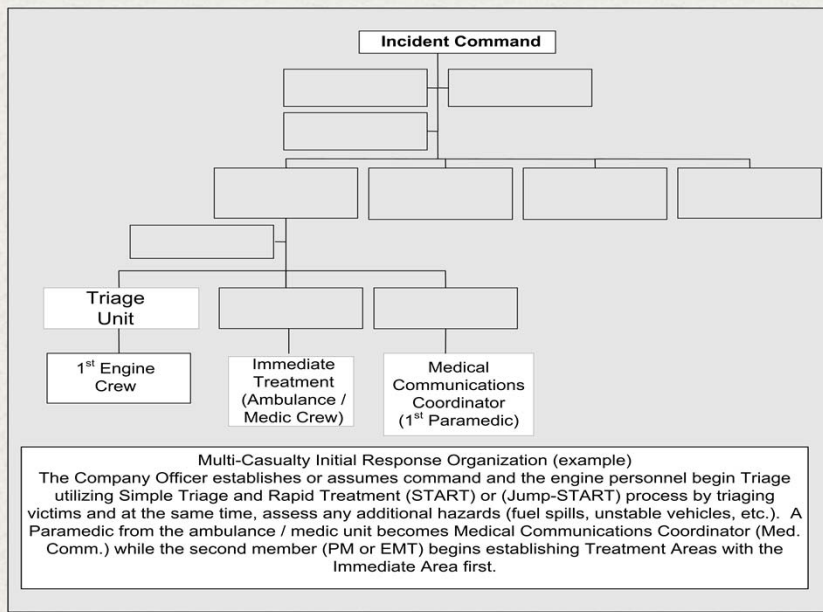 Incident Command
Triage
Unit
1st Engine
Crew
Immediate
Treatment
(Ambulance /
Medic Crew)
Medical
Communications
Coordinator
(1st Paramedic)
Multi-Casualty Initial Response Organization (example)
The Company Officer establishes or assumes command and the engine personnel begin Triage
utilizing Simple Triage and Rapid Treatment (START) or (Jump-START) process by triaging
victims and at the same time, assess any additional hazards (fuel spills, unstable vehicles, etc.). A
Paramedic from the ambulance / medic unit becomes Medical Communications Coordinator (Med.
Comm.) while the second member (PM or EMT) begins establishing Treatment Areas with the
Immediate Area first.